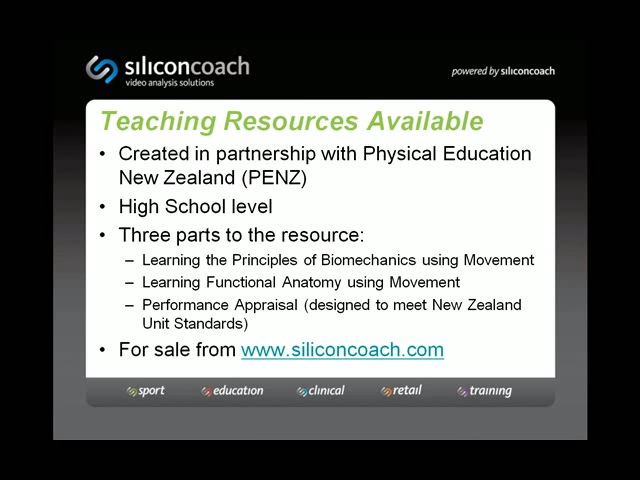 siliconcoach
video analysis solutions
powered by siliconcoach
Teaching Resources Available
• Created in partnership with Physical Education
New Zealand (PENZ)
• High School level
• Three parts to the resource:
– Learning the Principles of Biomechanics using Movement
– Learning Functional Anatomy using Movement
– Performance Appraisal (designed to meet New Zealand
Unit Standards)
• For sale from www.siliconcoach.com
sport education clinical retail training